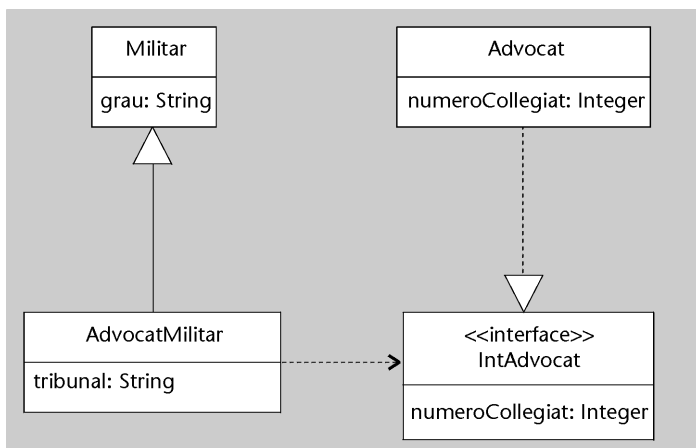 Militar
grau: String
Advocat
numeroCollegiat: Integer
AdvocatMilitar
tribunal: String
<<interface>>
IntAdvocat
numeroCollegiat: Integer